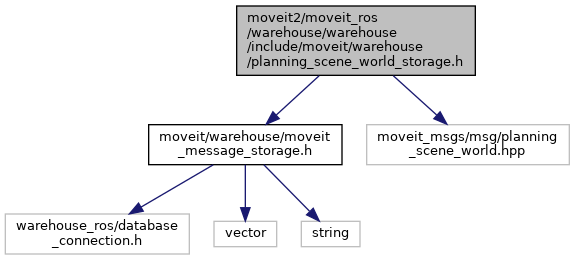 moveit2/moveit_ros
/warehouse/warehouse
/include/moveit/warehouse
/planning_scene_world_storage.h
moveit/warehouse/moveit
_message_storage.h
moveit_msgs/msg/planning
_scene_world.hpp
warehouse_ros/database
_connection.h
vector
string